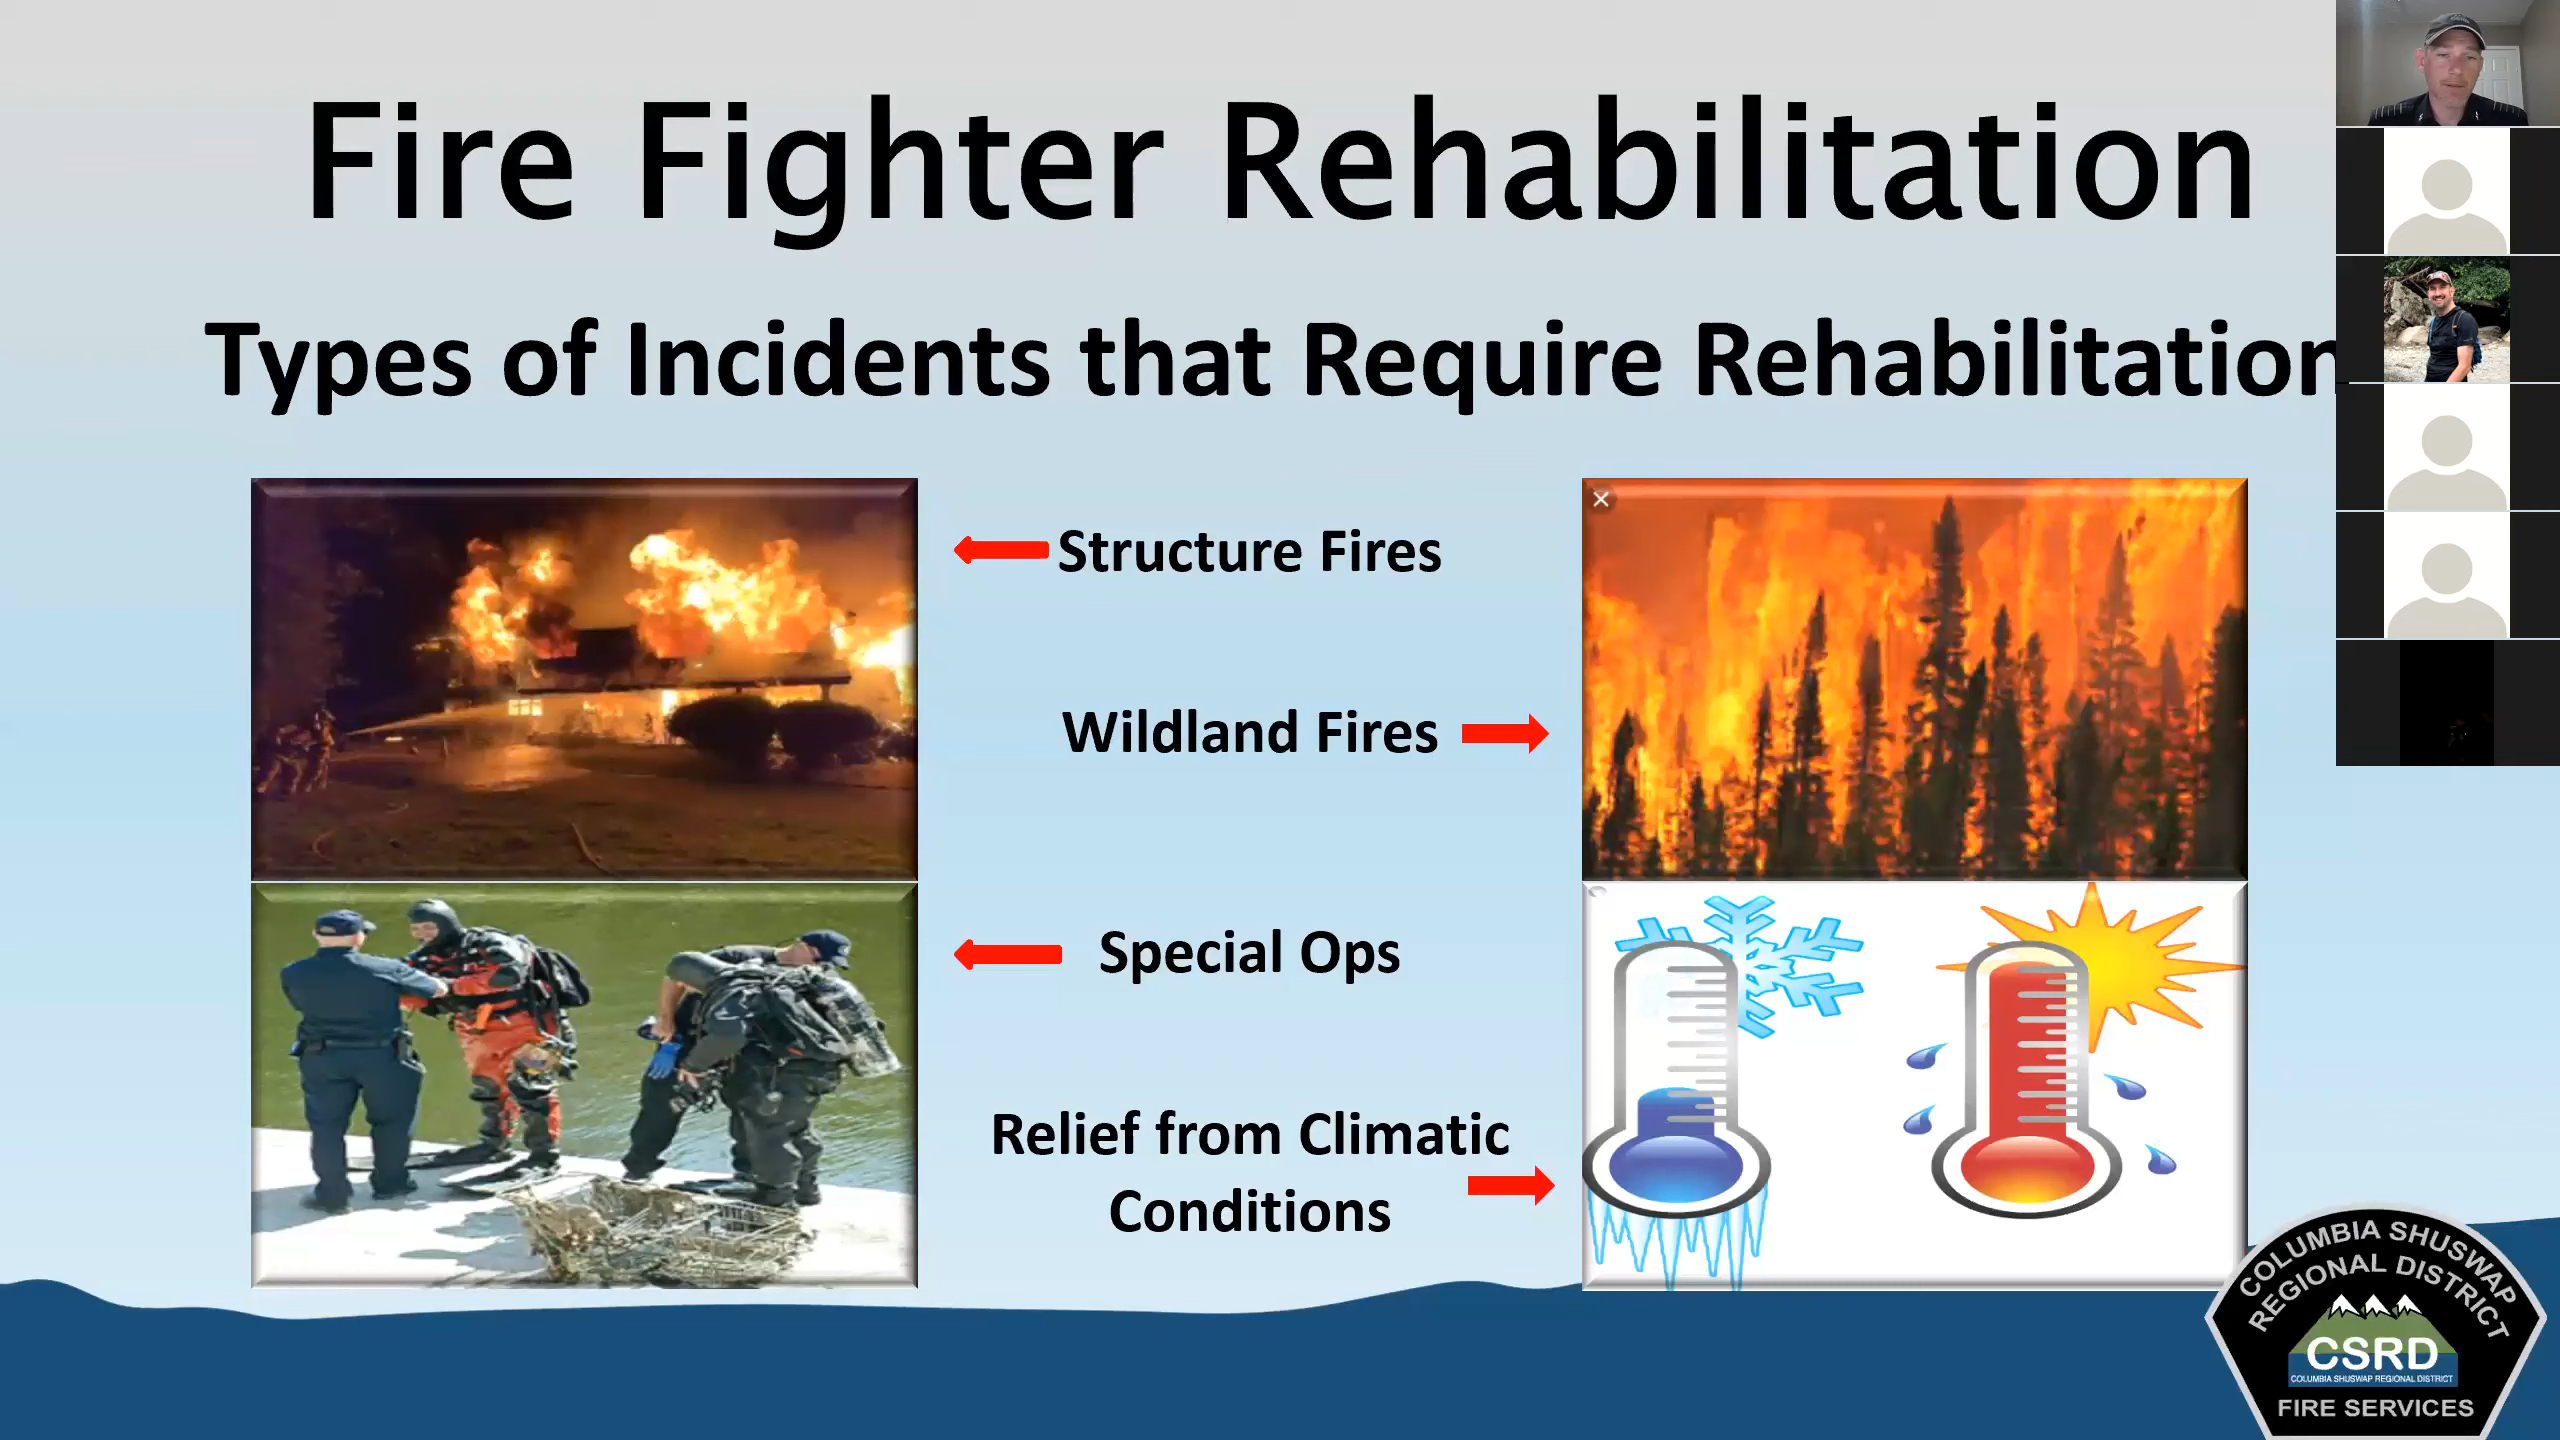 Fire Fighter Rehabilitation
Types of Incidents that Require Rehabilitation
Structure Fires
Wildland Fires
Special Ops
Relief from Climatic
Conditions
COLUMBIA SHUSWAP
REGIONAL DISTRICT
CSRD
COLUMBIA SHUSWAP REGIONAL DISTRICT
FIRE SERVICES